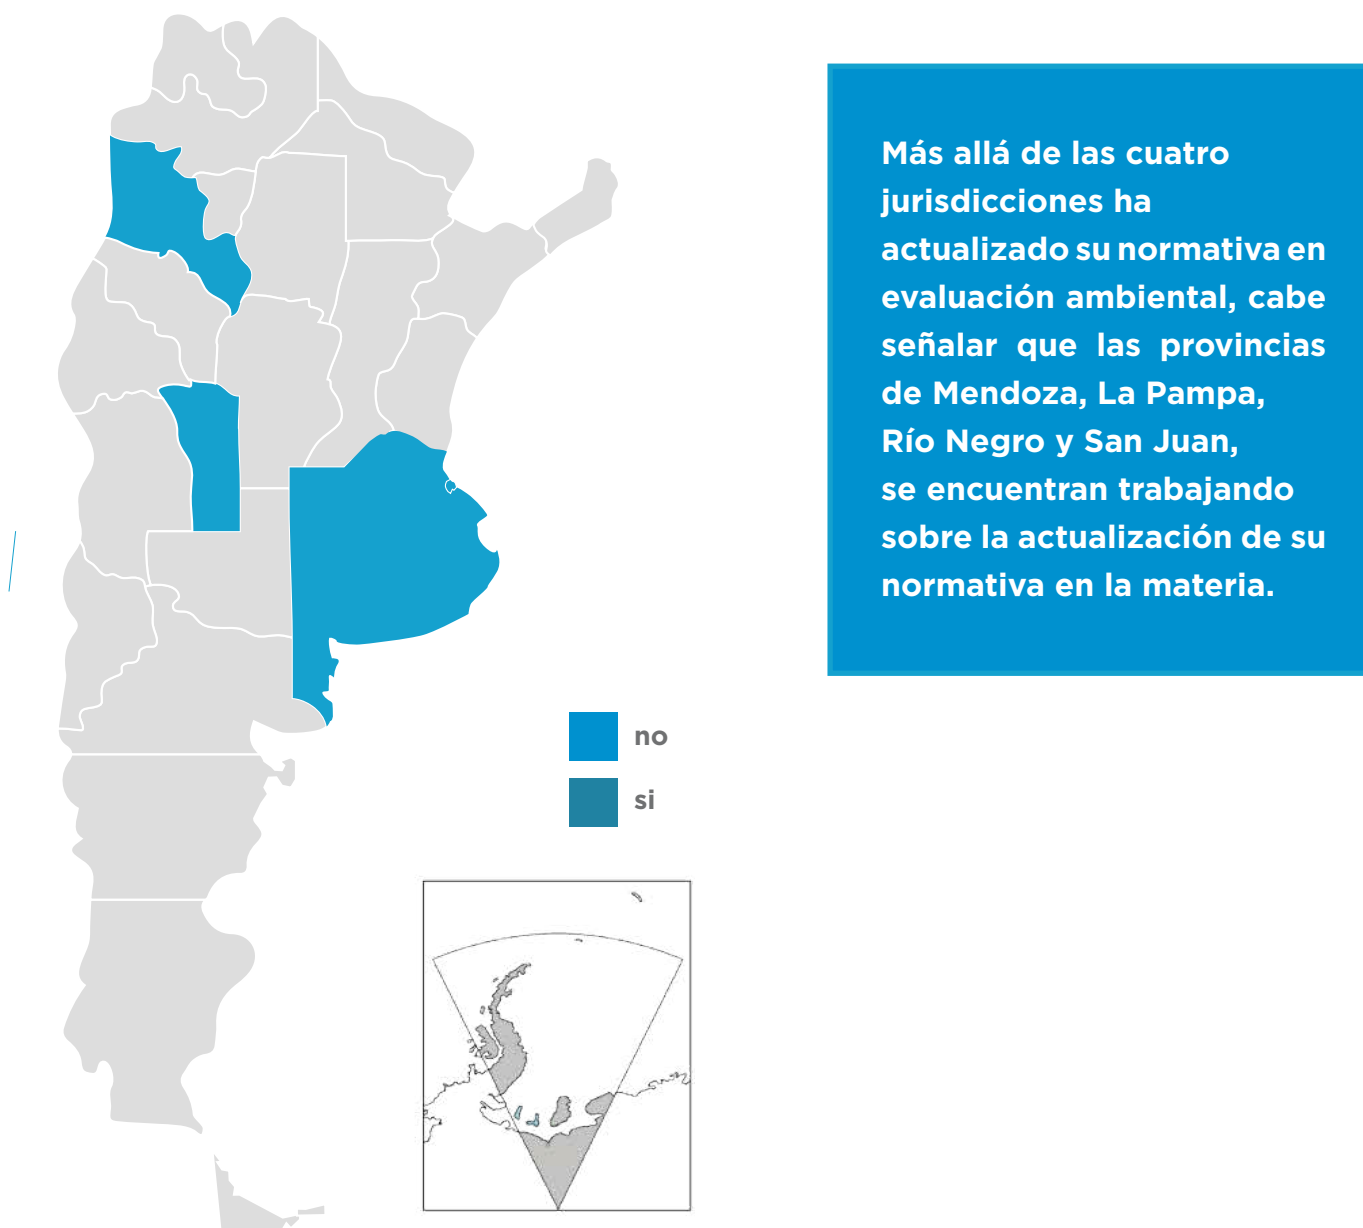 Más allá de las cuatro
jurisdicciones ha
actualizado su normativa en
evaluación ambiental, cabe
señalar que las provincias
de Mendoza, La Pampa,
Río Negro y San Juan,
se encuentran trabajando
sobre la actualización de su
normativa en la materia.
no
si